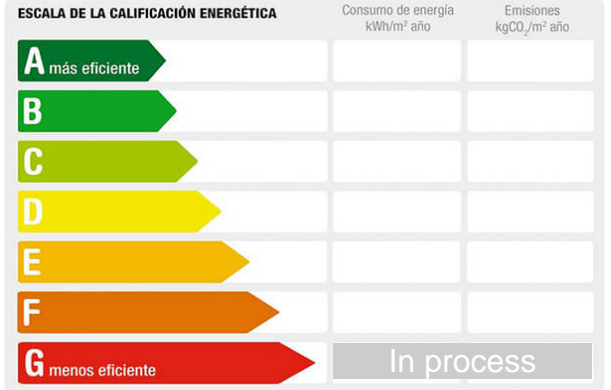 ESCALA DE LA CALIFICACIÓN ENERGÉTICA
Consumo de energía
kWh/m² año
Emisiones
kgCO₂/m² año
A más eficiente
B
C
D
E
F
G menos eficiente
In process